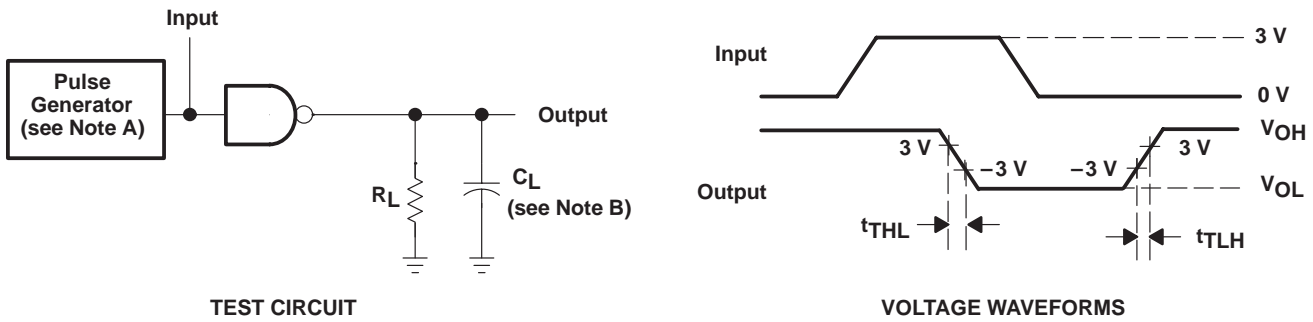 Input
Pulse
Generator
(see Note A)
Output
RL
CL
(see Note B)
TEST CIRCUIT
Input
3 V
0 V
VOH
3 V
–3 V
–3 V
3 V
Output
VOL
tTHL
tTLH
VOLTAGE WAVEFORMS